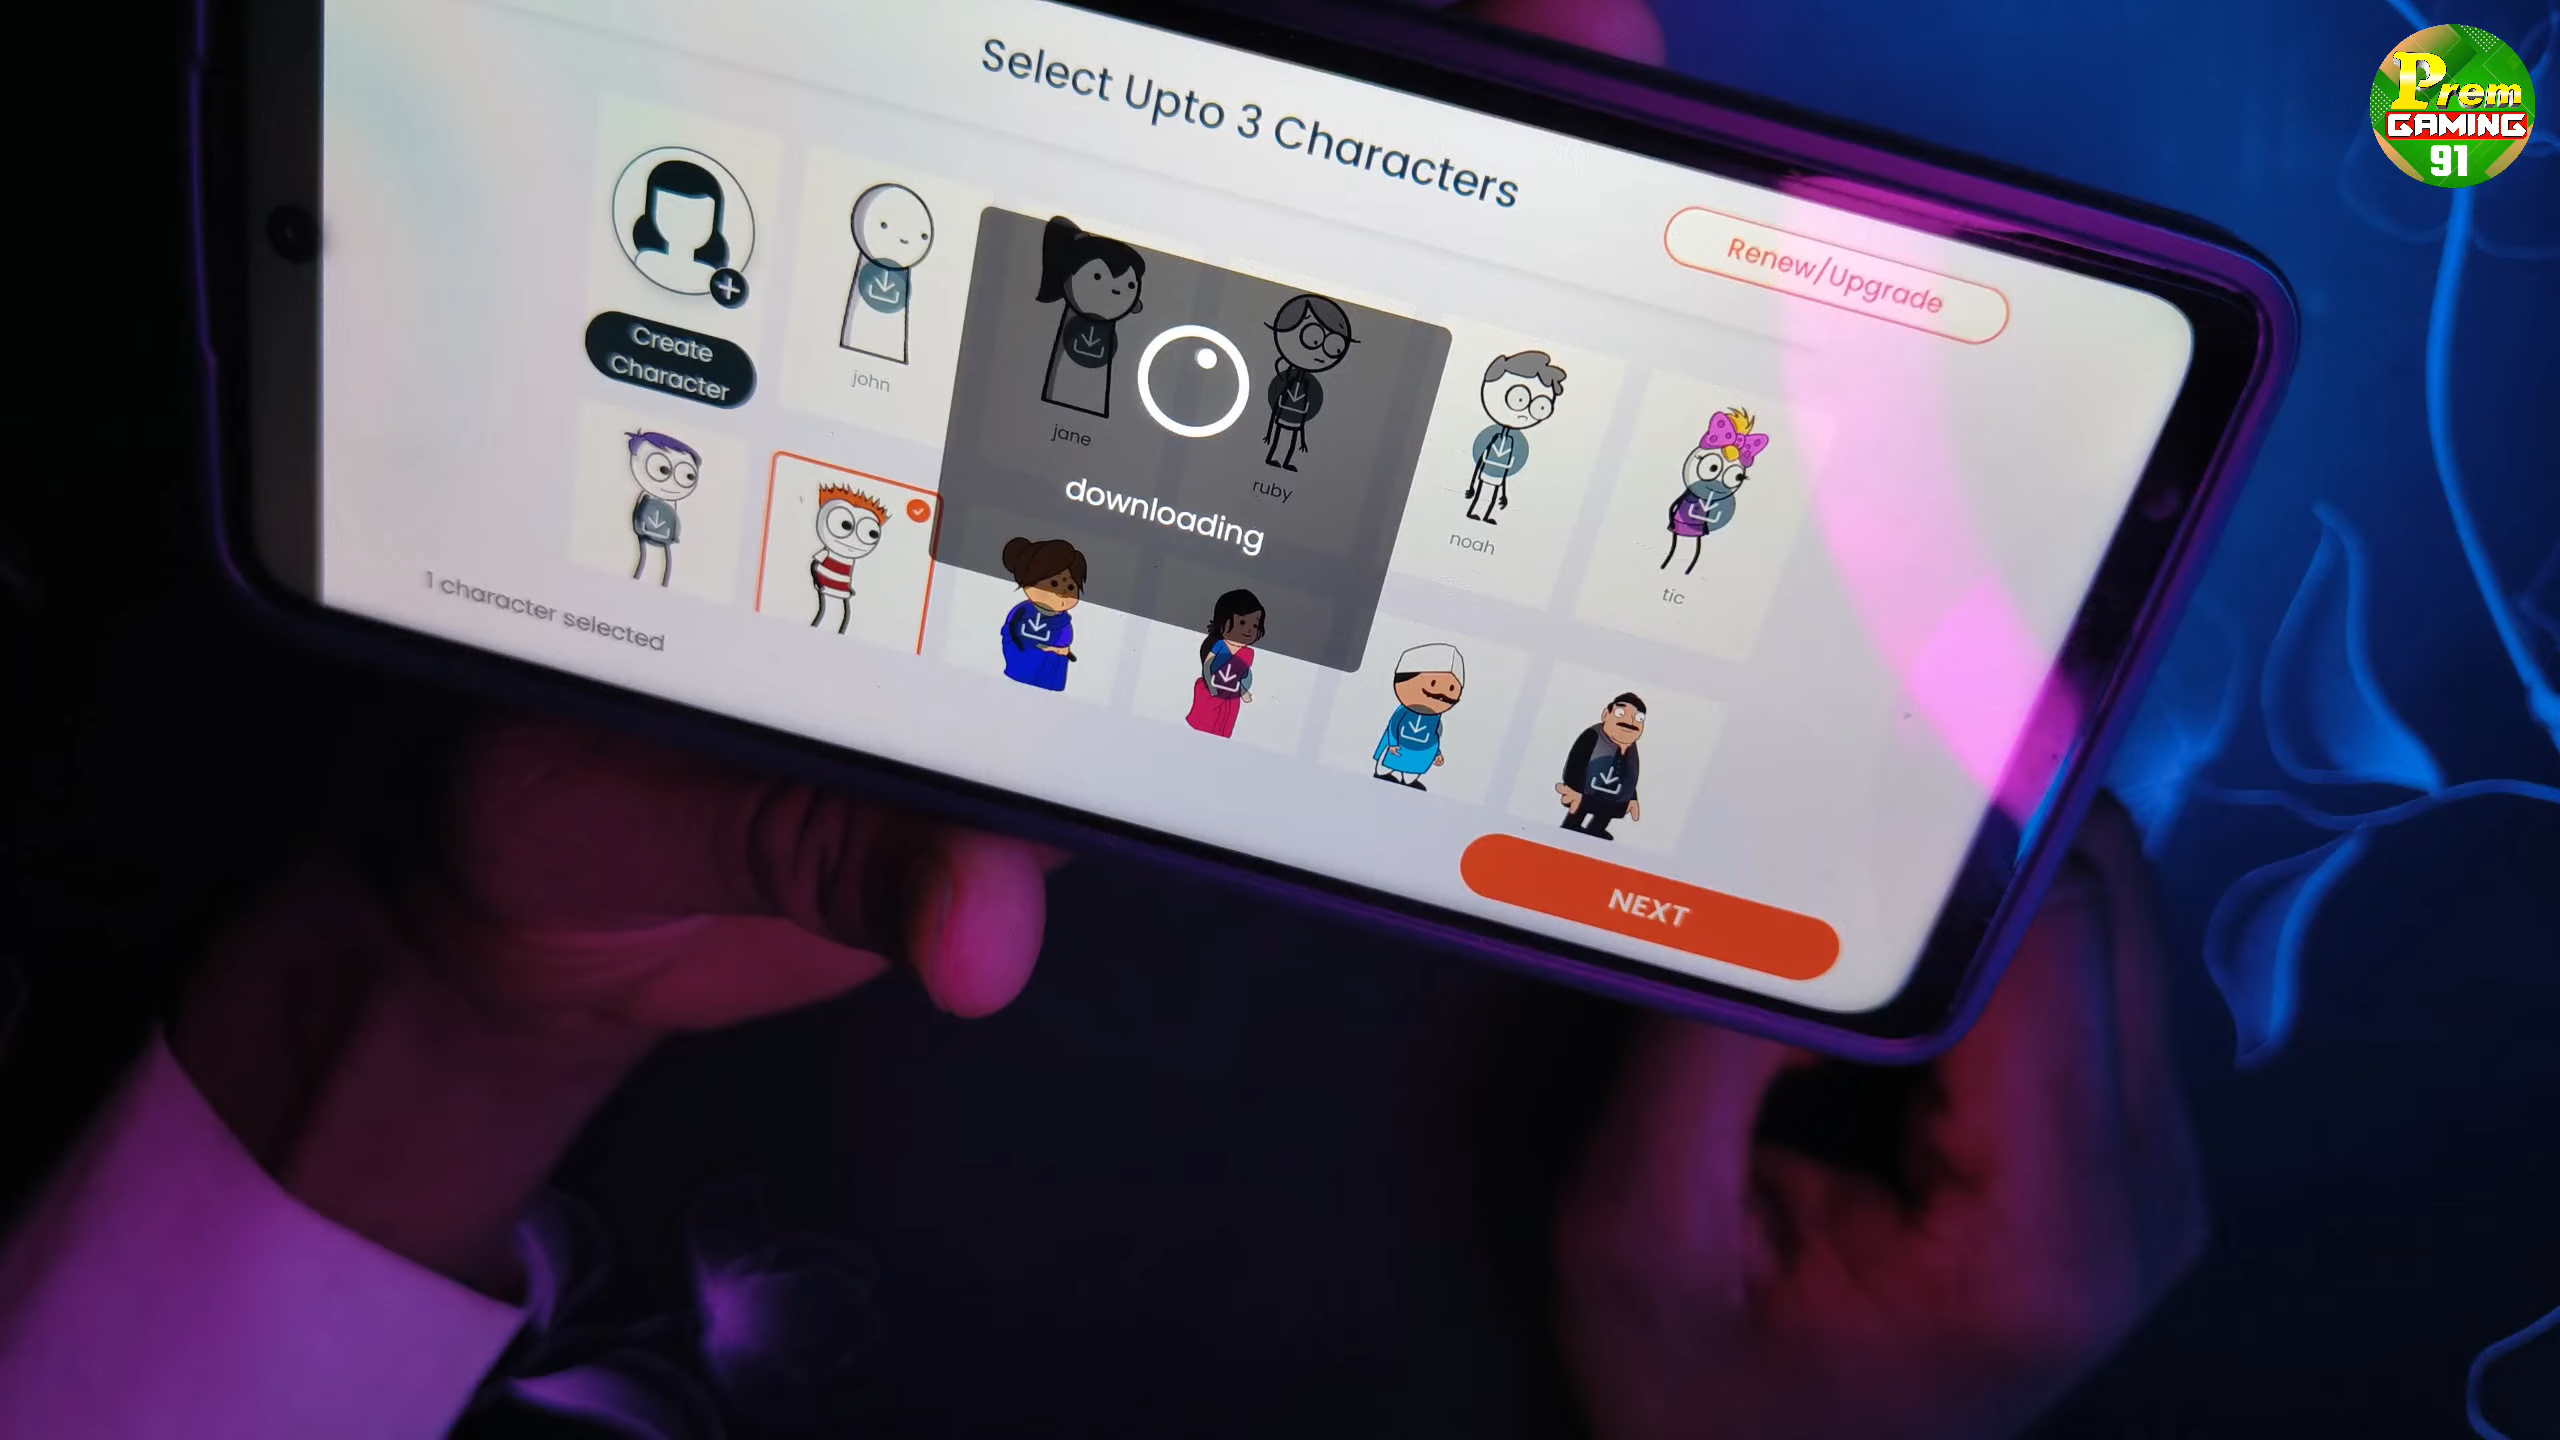 Prem
GAMING
91
Select Upto 3 Characters
Renew/Upgrade
Create
Character
john
jane
ruby
noah
tic
downloading
1 character selected
NEXT